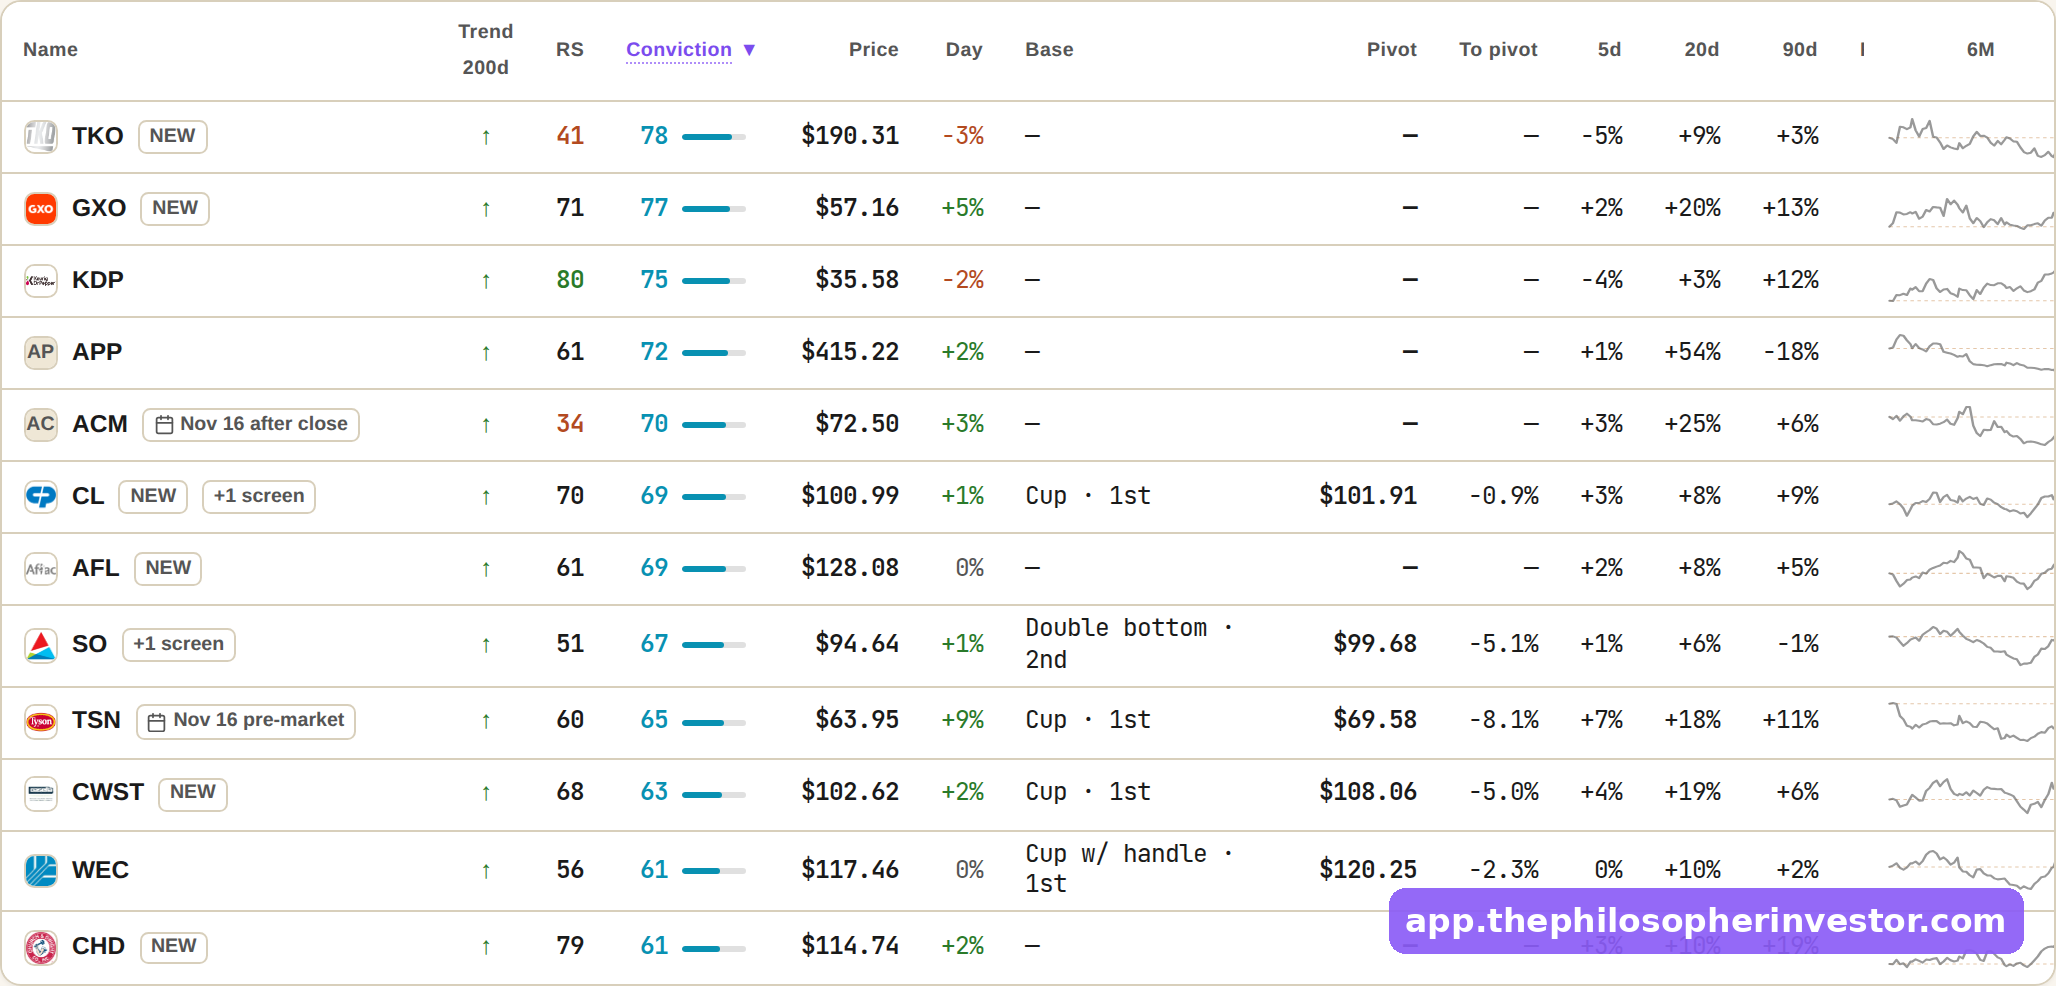 Name Trend 200d RS Conviction ▼ Price Day Base Pivot To pivot 5d 20d 90d 6M
TKO NEW ↑ 41 78 $190.31 -3% — — — -5% +9% +3%
GXO GXO NEW ↑ 71 77 $57.16 +5% — — — +2% +20% +13%
KDP ↑ 80 75 $35.58 -2% — — — -4% +3% +12%
AP APP ↑ 61 72 $415.22 +2% — — — +1% +54% -18%
AC ACM Nov 16 after close ↑ 34 70 $72.50 +3% — — — +3% +25% +6%
CL NEW +1 screen ↑ 70 69 $100.99 +1% Cup · 1st $101.91 -0.9% +3% +8% +9%
Aflac AFL NEW ↑ 61 69 $128.08 0% — — — +2% +8% +5%
SO +1 screen ↑ 51 67 $94.64 +1% Double bottom · 2nd $99.68 -5.1% +1% +6% -1%
Tyson TSN Nov 16 pre-market ↑ 60 65 $63.95 +9% Cup · 1st $69.58 -8.1% +7% +18% +11%
CWST NEW ↑ 68 63 $102.62 +2% Cup · 1st $108.06 -5.0% +4% +19% +6%
WEC ↑ 56 61 $117.46 0% Cup w/ handle · 1st $120.25 -2.3% 0% +10% +2%
CHD NEW ↑ 79 61 $114.74 +2% — — — +3% +10% +19%
app.thephilosopherinvestor.com